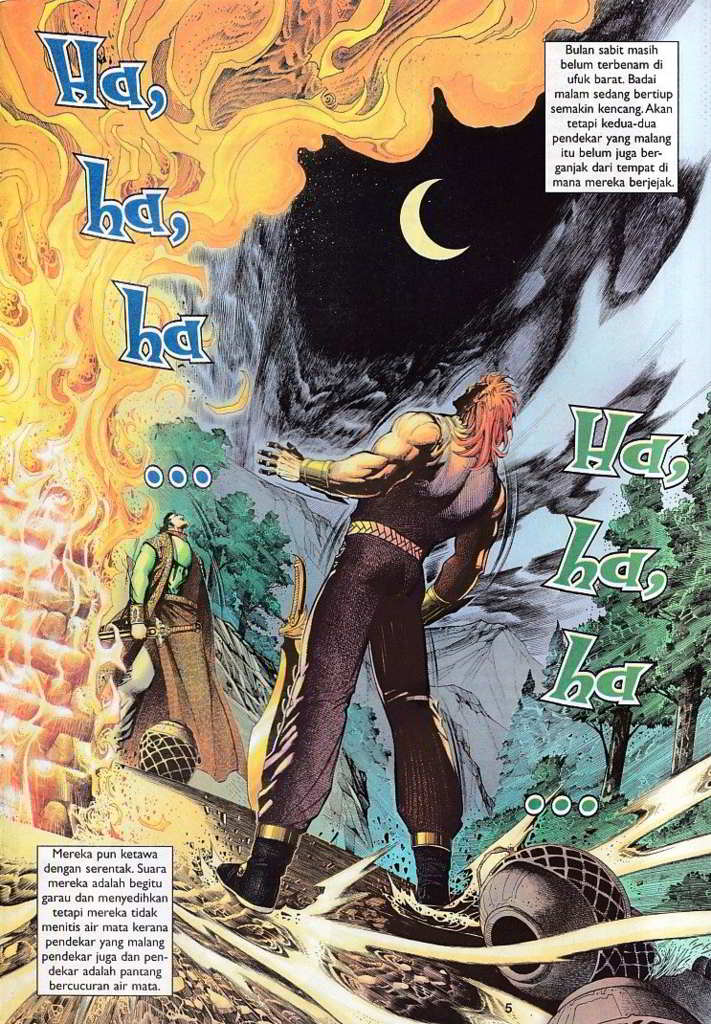 Ha,
ha,
ha
...
Bulan sabit masih
belum terbenam di
ufuk barat. Badai
malam sedang bertiup
semakin kencang. Akan
tetapi kedua-dua
pendekar yang malang
itu belum juga ber-
ganjak dari tempat di
mana mereka berjejak.
Ha,
ha,
ha
...
Mereka pun ketawa
dengan serentak. Suara
mereka adalah begitu
garau dan menyedihkan
tetapi mereka tidak
menitis air mata kerana
pendekar yang malang
pendekar juga dan pen-
dekar adalah pantang
bercucuran air mata.
5